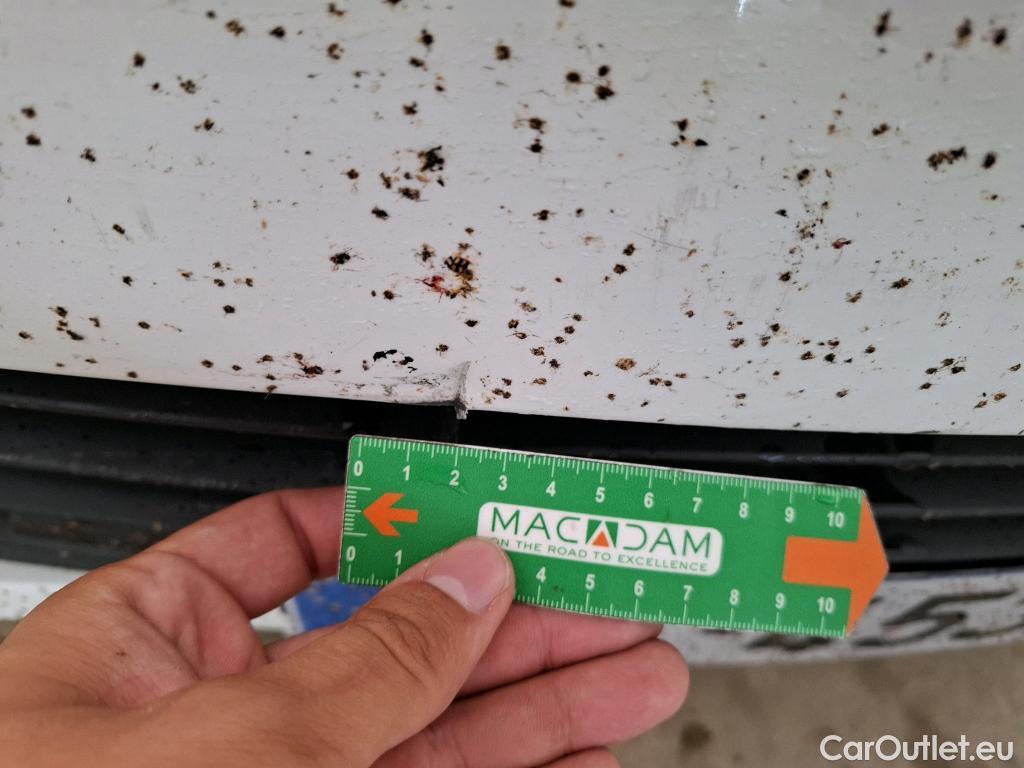 0 1 2 3 4 5 6 7 8 9 10
MACADAM
ON THE ROAD TO EXCELLENCE
0 1 4 5 6 7 8 9 10
CarOutlet.eu